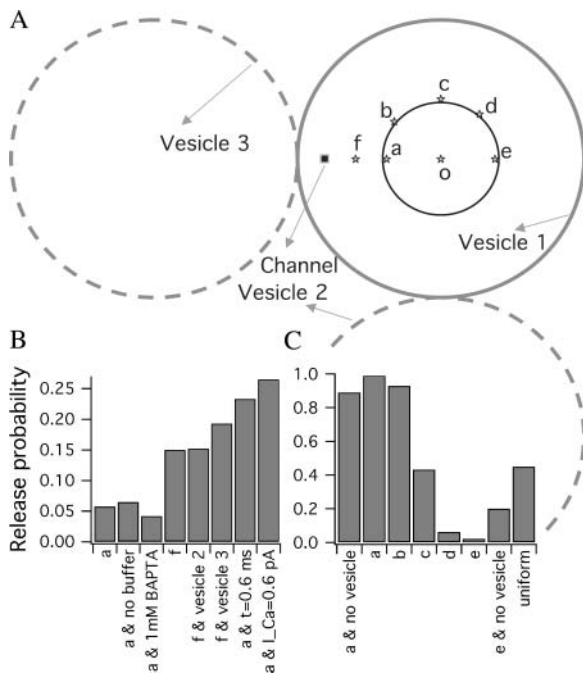 A
c
b
d
f
a
o
e
Vesicle 3
Vesicle 1
Channel
Vesicle 2
B
Release probability
0.25
0.20
0.15
0.10
0.05
0.00
a
a & no buffer
a & 1mM BAPTA
f
f & vesicle 2
f & vesicle 3
a & t=0.6 ms
a & I_Ca=0.6 pA
C
1.0
0.8
0.6
0.4
0.2
0.0
a & no vesicle
a
b
c
d
e
e & no vesicle
uniform